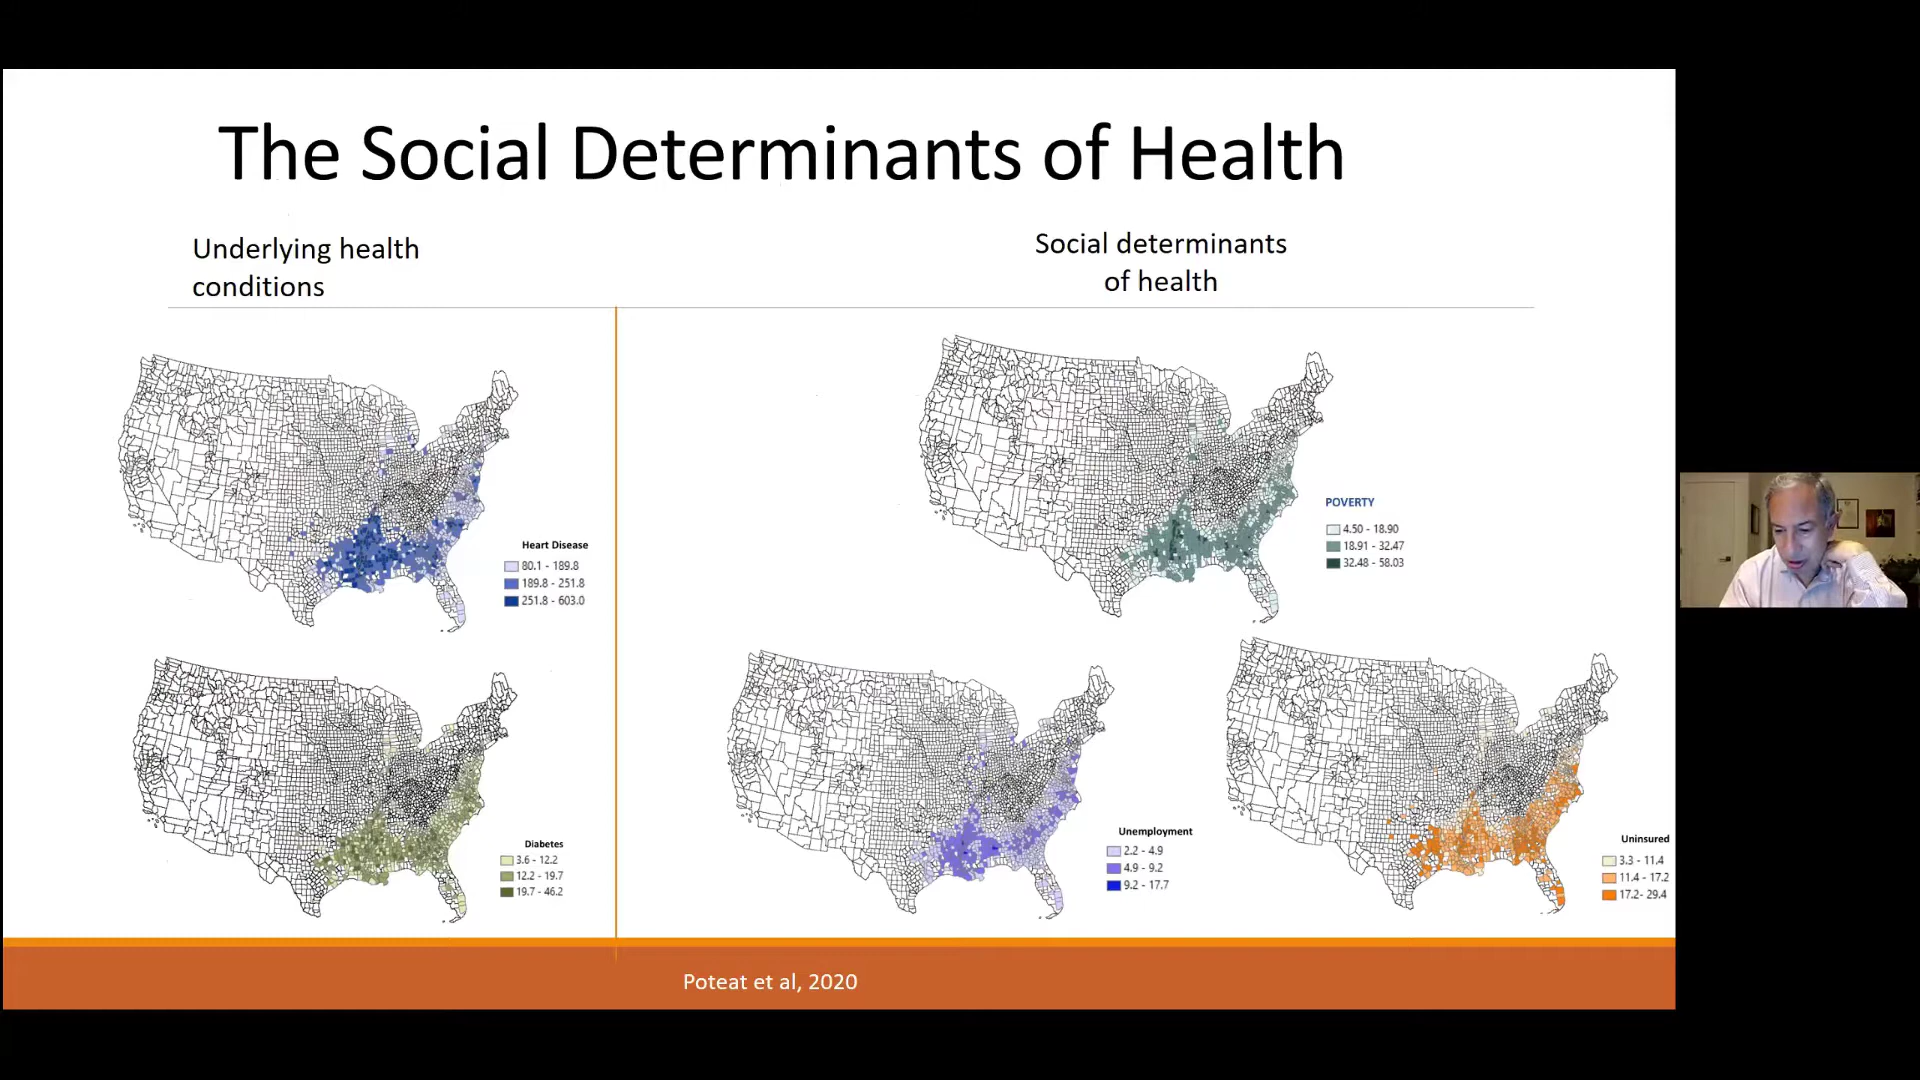 The Social Determinants of Health
Underlying health
conditions
Social determinants
of health
Heart Disease
80.1 - 189.8
189.8 - 251.8
251.8 - 603.0
POVERTY
4.50 - 18.90
18.91 - 32.47
32.48 - 58.03
Diabetes
3.6 - 12.2
12.2 - 19.7
19.7 - 46.2
Unemployment
2.2 - 4.9
4.9 - 9.2
9.2 - 17.7
Uninsured
3.3 - 11.4
11.4 - 17.2
17.2- 29.4
Poteat et al, 2020